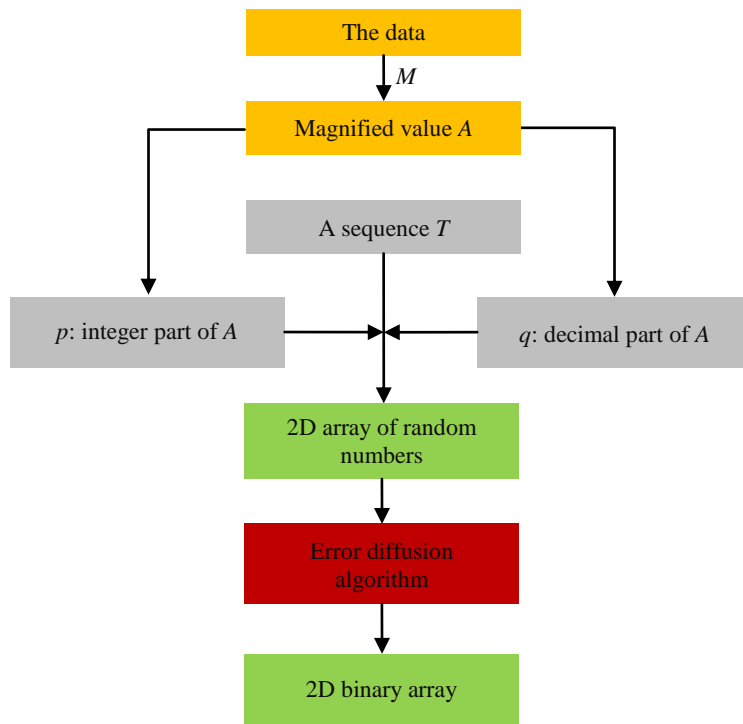 The data
M
Magnified value A
A sequence T
p: integer part of A
q: decimal part of A
2D array of random
numbers
Error diffusion
algorithm
2D binary array